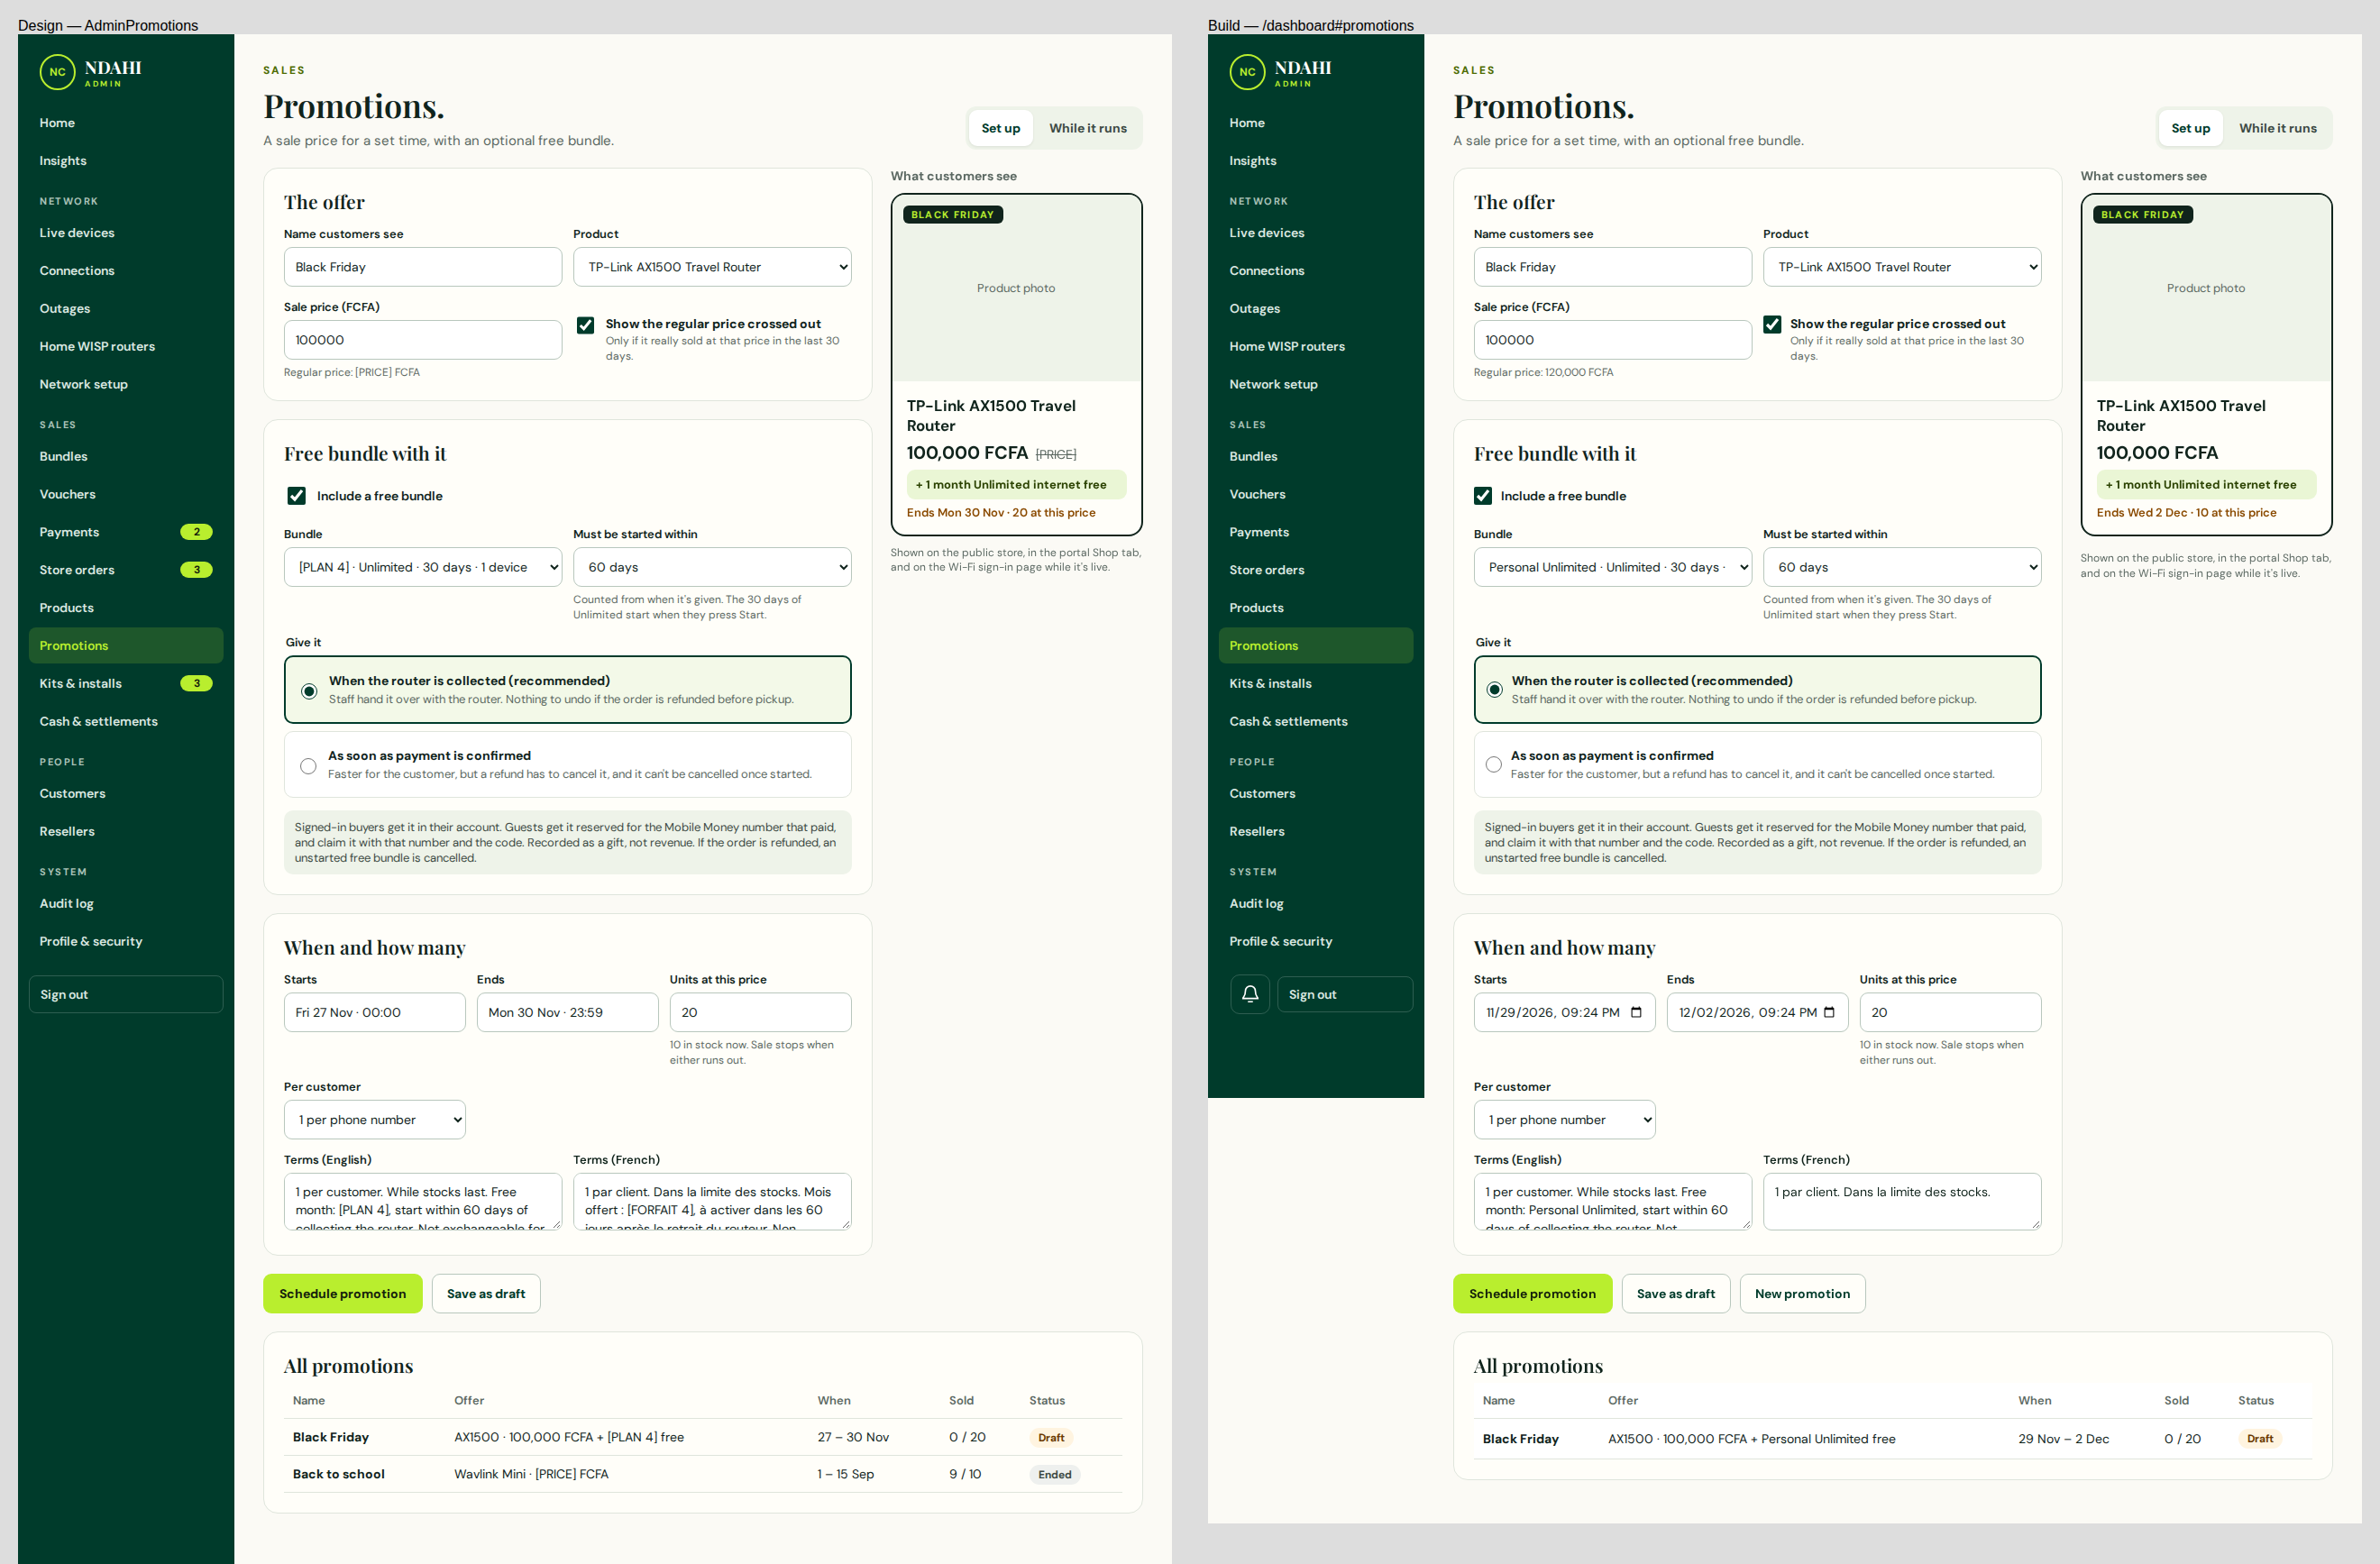 Design — AdminPromotions
NC
NDAHI
ADMIN
Home
Insights
NETWORK
Live devices
Connections
Outages
Home WISP routers
Network setup
SALES
Bundles
Vouchers
Payments 2
Store orders 3
Products
Promotions
Kits & installs 3
Cash & settlements
PEOPLE
Customers
Resellers
SYSTEM
Audit log
Profile & security
Sign out
SALES
Promotions.
A sale price for a set time, with an optional free bundle.
Set up While it runs
The offer
Name customers see Product
Black Friday TP-Link AX1500 Travel Router
Sale price (FCFA)
100000
Show the regular price crossed out
Only if it really sold at that price in the last 30
days.
Regular price: [PRICE] FCFA
Free bundle with it
Include a free bundle
Bundle Must be started within
[PLAN 4] · Unlimited · 30 days · 1 device 60 days
Counted from when it's given. The 30 days of
Unlimited start when they press Start.
Give it
When the router is collected (recommended)
Staff hand it over with the router. Nothing to undo if the order is refunded before pickup.
As soon as payment is confirmed
Faster for the customer, but a refund has to cancel it, and it can't be cancelled once started.
Signed-in buyers get it in their account. Guests get it reserved for the Mobile Money number that paid,
and claim it with that number and the code. Recorded as a gift, not revenue. If the order is refunded, an
unstarted free bundle is cancelled.
When and how many
Starts Ends Units at this price
Fri 27 Nov · 00:00 Mon 30 Nov · 23:59 20
10 in stock now. Sale stops when
either runs out.
Per customer
1 per phone number
Terms (English) Terms (French)
1 per customer. While stocks last. Free
month: [PLAN 4], start within 60 days of
collecting the router. Not exchangeable for
1 par client. Dans la limite des stocks. Mois
offert : [FORFAIT 4], à activer dans les 60
jours après le retrait du routeur. Non
Schedule promotion Save as draft
What customers see
BLACK FRIDAY
Product photo
TP-Link AX1500 Travel
Router
100,000 FCFA [PRICE]
+ 1 month Unlimited internet free
Ends Mon 30 Nov · 20 at this price
Shown on the public store, in the portal Shop tab,
and on the Wi-Fi sign-in page while it's live.
All promotions
Name Offer When Sold Status
Black Friday AX1500 · 100,000 FCFA + [PLAN 4] free 27 – 30 Nov 0 / 20 Draft
Back to school Wavlink Mini · [PRICE] FCFA 1 – 15 Sep 9 / 10 Ended
Build — /dashboard#promotions
NC
NDAHI
ADMIN
Home
Insights
NETWORK
Live devices
Connections
Outages
Home WISP routers
Network setup
SALES
Bundles
Vouchers
Payments
Store orders
Products
Promotions
Kits & installs
Cash & settlements
PEOPLE
Customers
Resellers
SYSTEM
Audit log
Profile & security
Sign out
SALES
Promotions.
A sale price for a set time, with an optional free bundle.
Set up While it runs
The offer
Name customers see Product
Black Friday TP-Link AX1500 Travel Router
Sale price (FCFA)
100000
Show the regular price crossed out
Only if it really sold at that price in the last 30
days.
Regular price: 120,000 FCFA
Free bundle with it
Include a free bundle
Bundle Must be started within
Personal Unlimited · Unlimited · 30 days · 60 days
Counted from when it's given. The 30 days of
Unlimited start when they press Start.
Give it
When the router is collected (recommended)
Staff hand it over with the router. Nothing to undo if the order is refunded before pickup.
As soon as payment is confirmed
Faster for the customer, but a refund has to cancel it, and it can't be cancelled once started.
Signed-in buyers get it in their account. Guests get it reserved for the Mobile Money number that paid,
and claim it with that number and the code. Recorded as a gift, not revenue. If the order is refunded, an
unstarted free bundle is cancelled.
When and how many
Starts Ends Units at this price
11/29/2026, 09:24 PM 12/02/2026, 09:24 PM 20
10 in stock now. Sale stops when
either runs out.
Per customer
1 per phone number
Terms (English) Terms (French)
1 per customer. While stocks last. Free
month: Personal Unlimited, start within 60
days of collecting the router. Not
1 par client. Dans la limite des stocks.
Schedule promotion Save as draft New promotion
What customers see
BLACK FRIDAY
Product photo
TP-Link AX1500 Travel
Router
100,000 FCFA
+ 1 month Unlimited internet free
Ends Wed 2 Dec · 10 at this price
Shown on the public store, in the portal Shop tab,
and on the Wi-Fi sign-in page while it's live.
All promotions
Name Offer When Sold Status
Black Friday AX1500 · 100,000 FCFA + Personal Unlimited free 29 Nov – 2 Dec 0 / 20 Draft